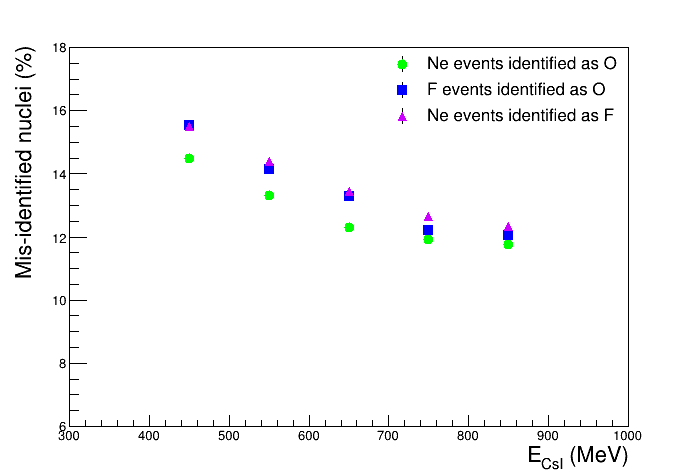 Mis-identified nuclei (%)
18
16
14
12
10
8
6
Ne events identified as O
F events identified as O
Ne events identified as F
300 400 500 600 700 800 900 1000
E_CsI (MeV)